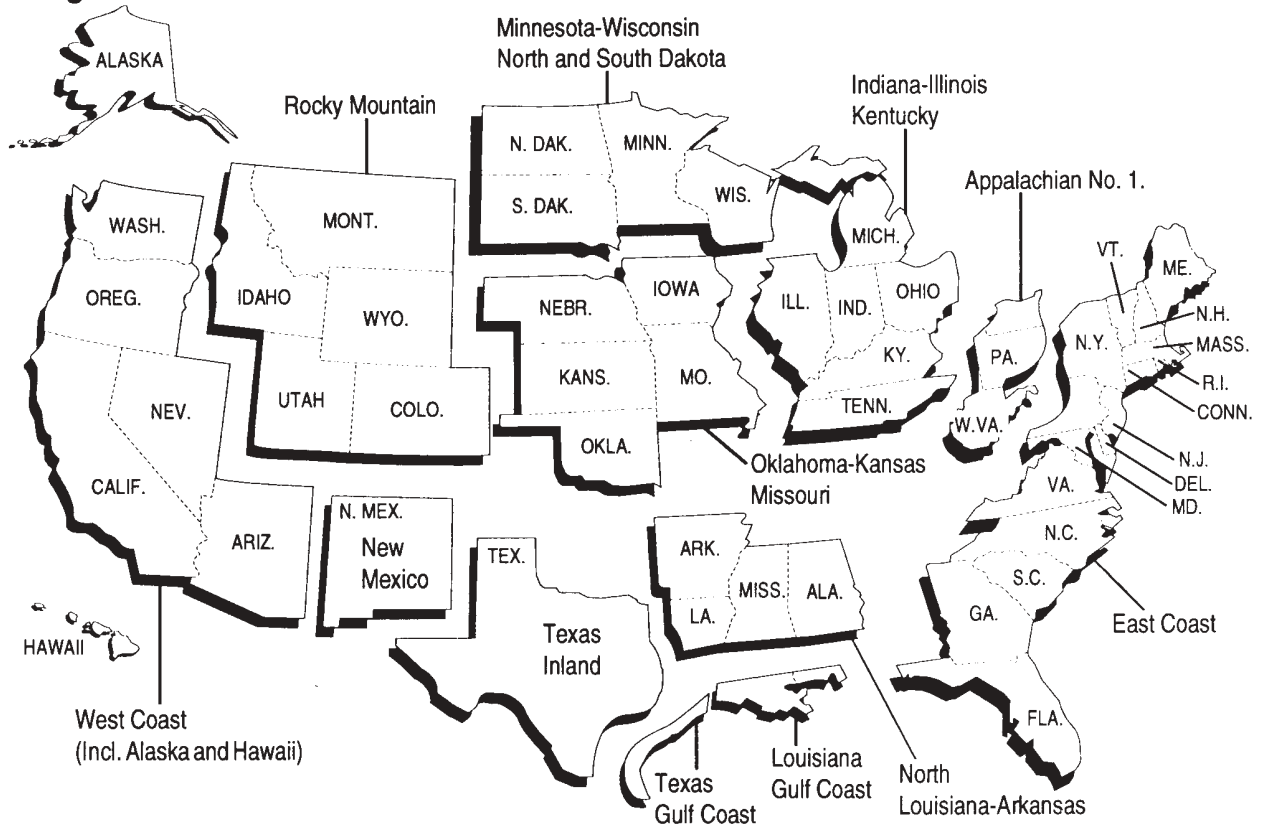 Minnesota-Wisconsin
North and South Dakota
ALASKA
Rocky Mountain
Indiana-Illinois
Kentucky
N. DAK.
MINN.
S. DAK.
WIS.
Appalachian No. 1.
WASH.
MONT.
MICH.
VT.
ME.
OREG.
IDAHO
WYO.
NEBR.
IOWA
ILL.
IND.
OHIO
N.H.
N.Y.
MASS.
PA.
KY.
R.I.
KANS.
MO.
NEV.
UTAH
COLO.
TENN.
CONN.
W.VA.
OKLA.
Oklahoma-Kansas
Missouri
N.J.
DEL.
MD.
VA.
CALIF.
ARIZ.
N. MEX.
New
Mexico
TEX.
ARK.
N.C.
MISS.
ALA.
S.C.
LA.
GA.
East Coast
HAWAII
Texas
Inland
FLA.
West Coast
(Incl. Alaska and Hawaii)
Texas
Gulf Coast
Louisiana
Gulf Coast
North
Louisiana-Arkansas